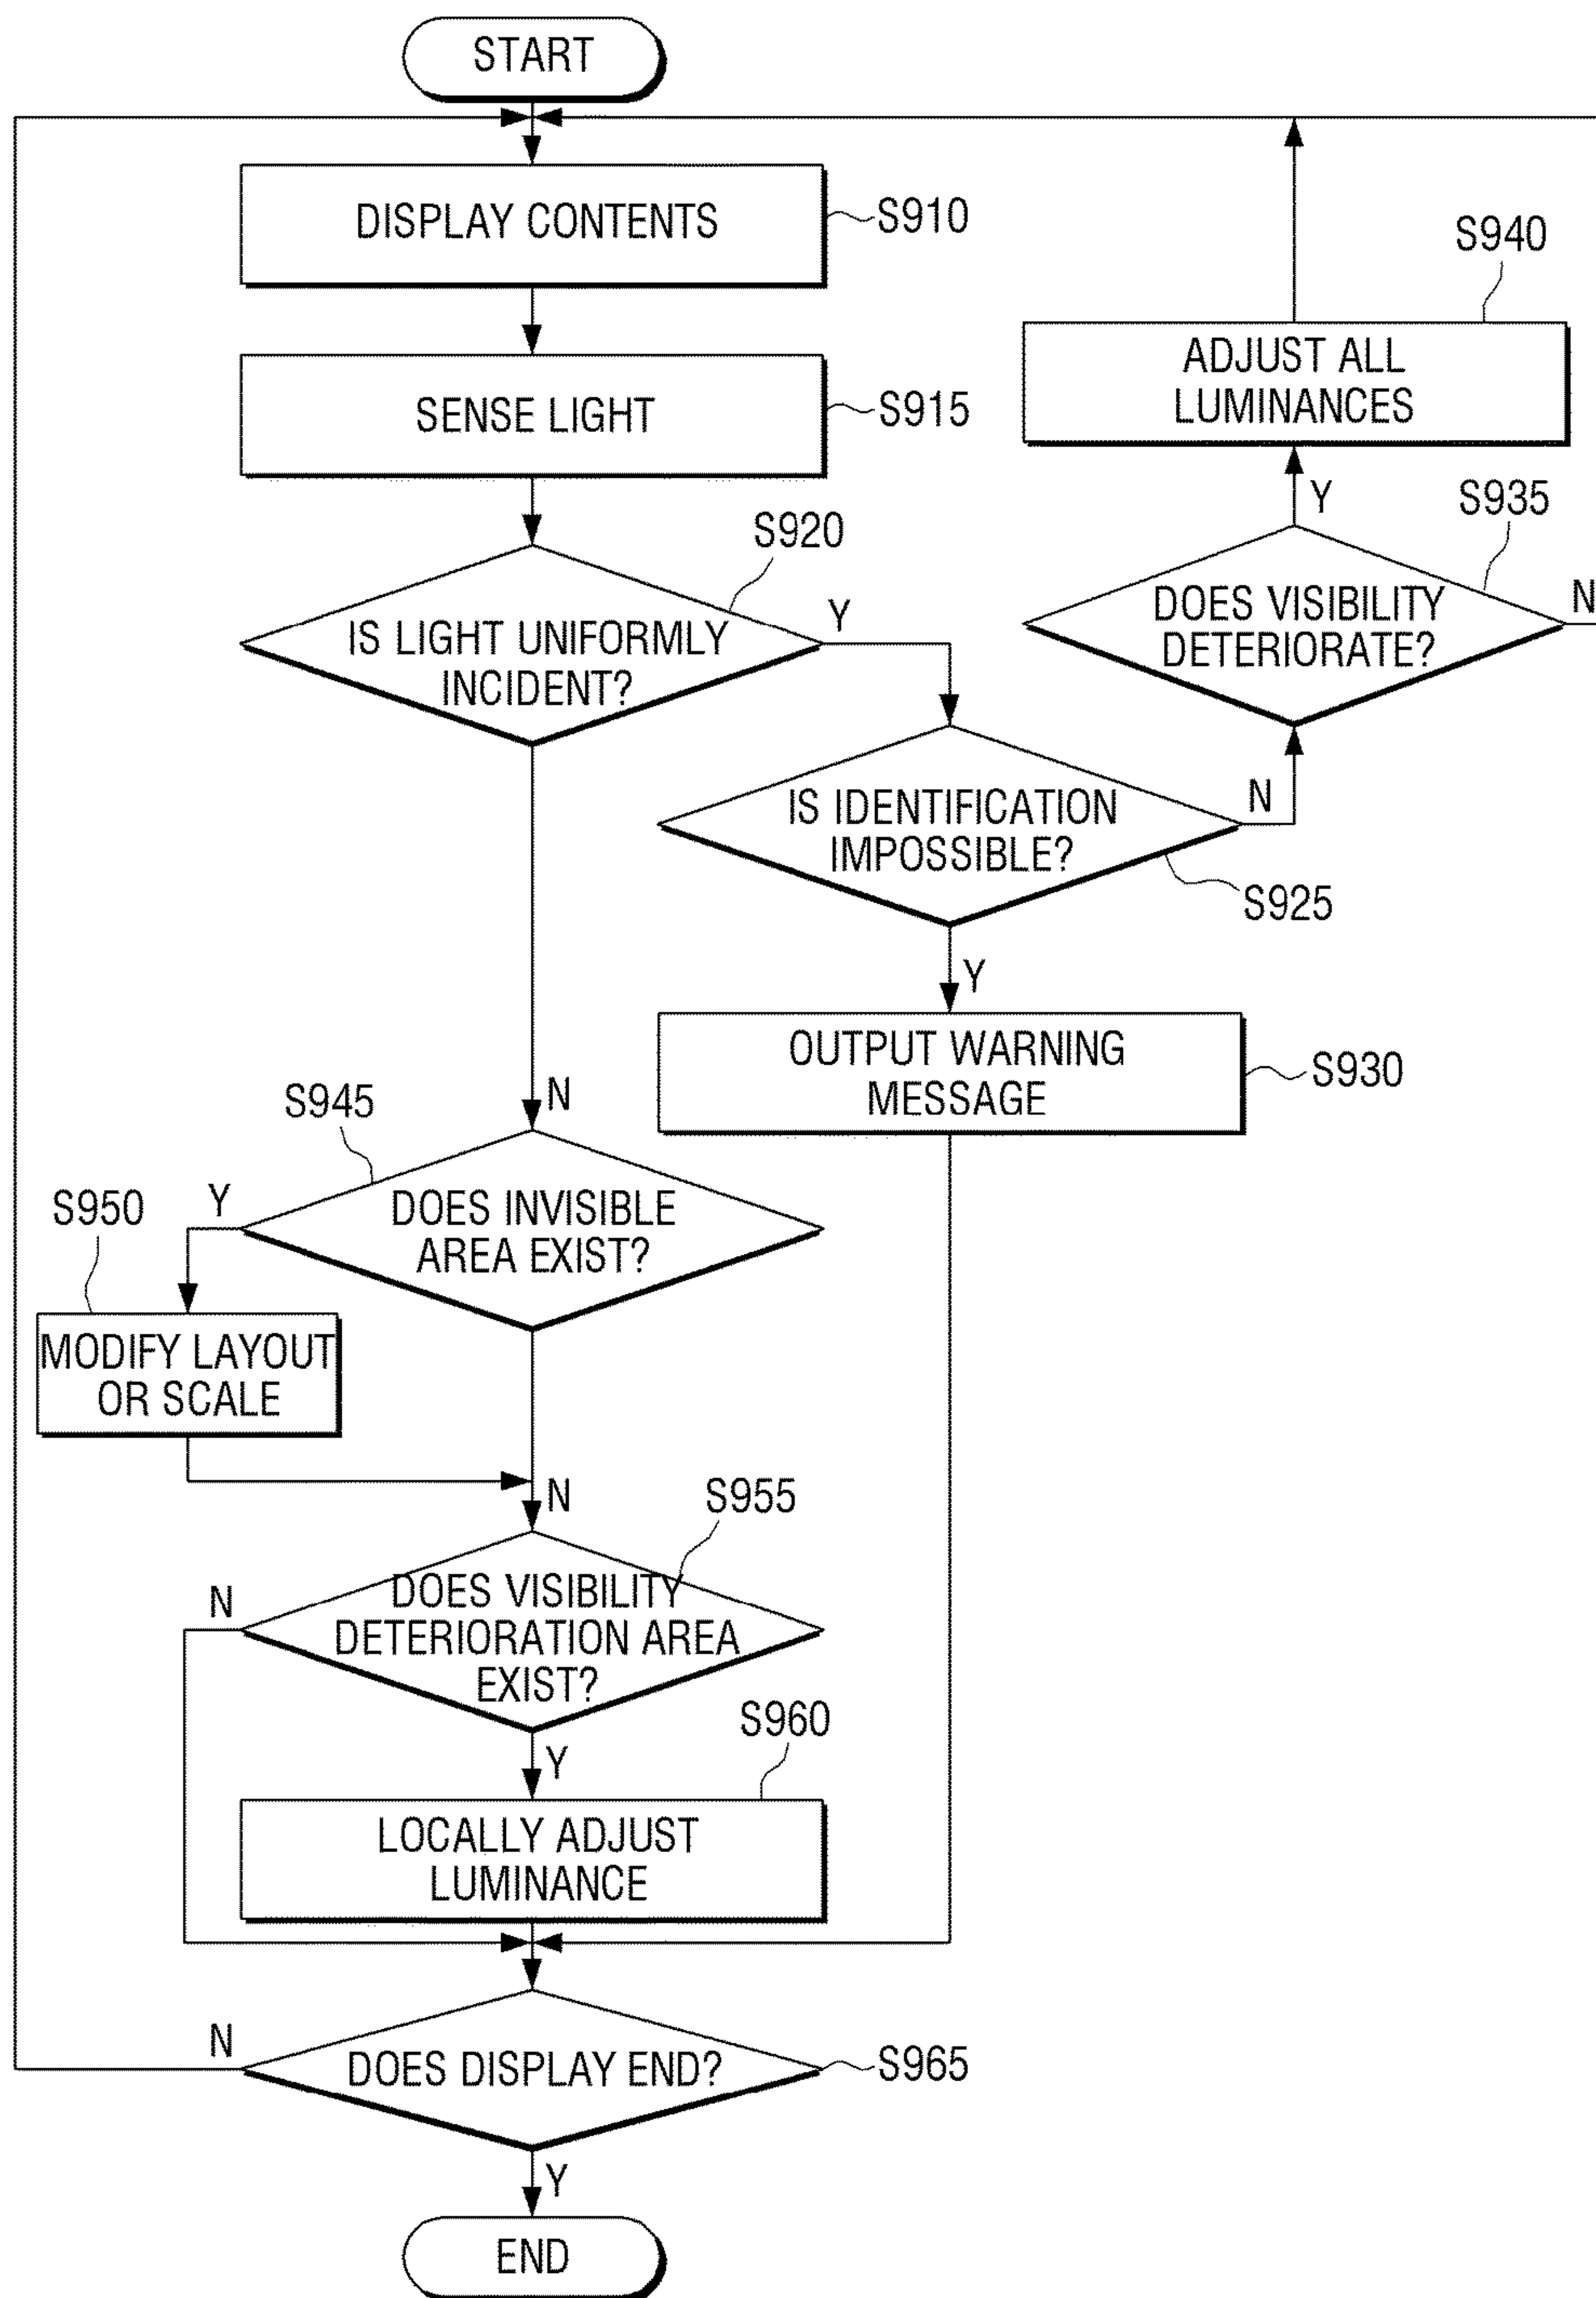 START
DISPLAY CONTENTS
S910
SENSE LIGHT
S915
S920
IS LIGHT UNIFORMLY
INCIDENT?
Y
N
S940
ADJUST ALL
LUMINANCES
Y
S935
DOES VISIBILITY
DETERIORATE?
N
IS IDENTIFICATION
IMPOSSIBLE?
N
S925
Y
OUTPUT WARNING
MESSAGE
S930
S945
DOES INVISIBLE
AREA EXIST?
Y
S950
MODIFY LAYOUT
OR SCALE
N
S955
DOES VISIBILITY
DETERIORATION AREA
EXIST?
N
Y
S960
LOCALLY ADJUST
LUMINANCE
DOES DISPLAY END?
N
S965
Y
END